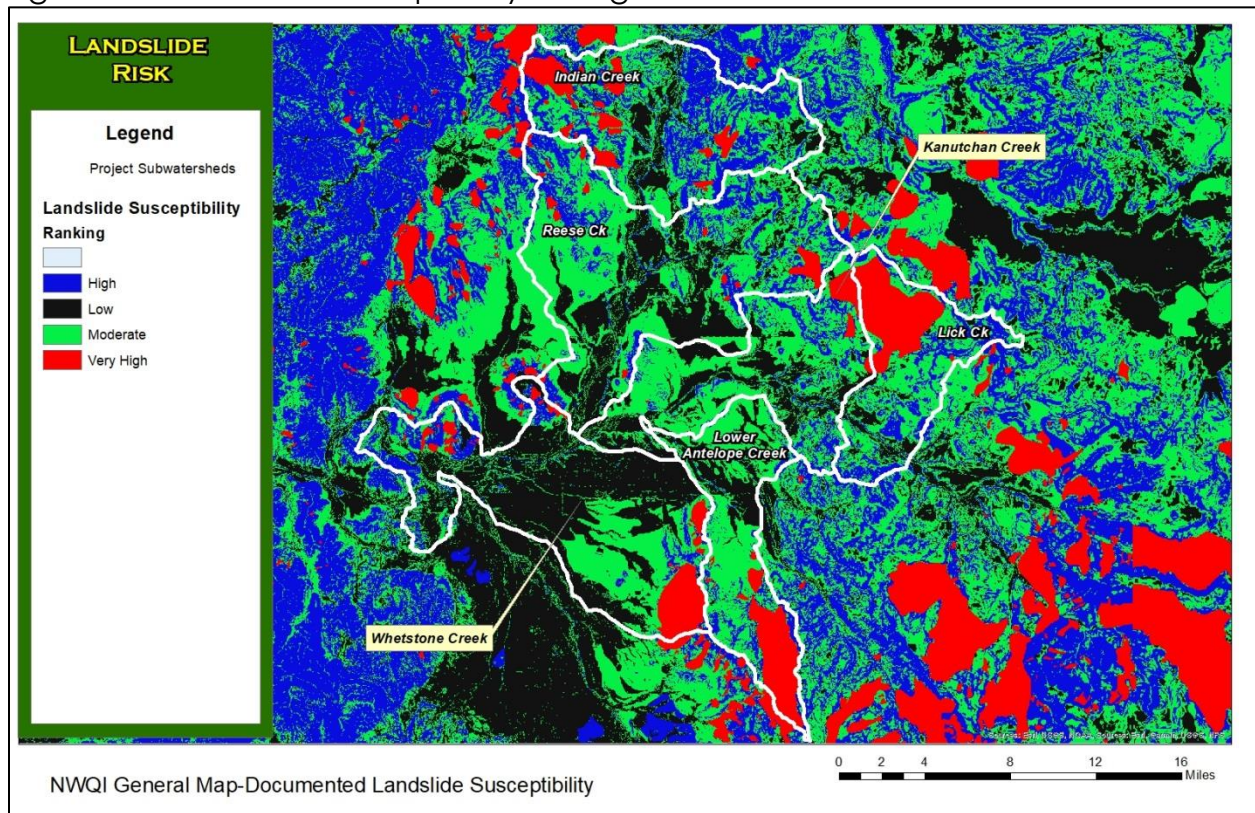 LANDSLIDE
RISK
Legend
Project Subwatersheds
Landslide Susceptibility
Ranking
High
Low
Moderate
Very High
Indian Creek
Kanutchan Creek
Reese Ck
Lick Ck
Lower
Antelope Creek
Whetstone Creek
NWQI General Map-Documented Landslide Susceptibility
0 2 4 8 12 16
Miles